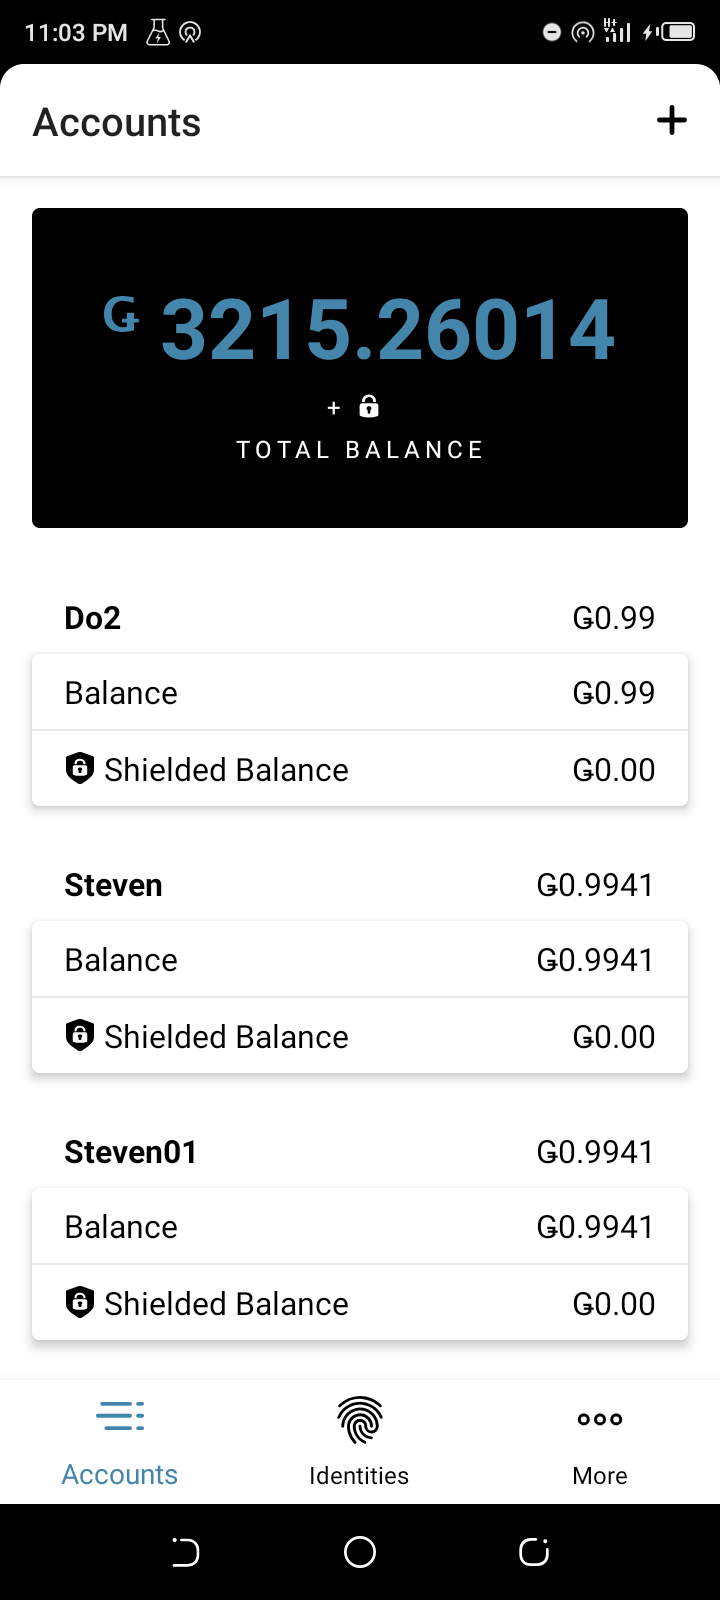 11:03 PM
H+
Accounts
+
Ǥ 3215.26014
+
TOTAL BALANCE
Do2 Ǥ0.99
Balance Ǥ0.99
Shielded Balance Ǥ0.00
Steven Ǥ0.9941
Balance Ǥ0.9941
Shielded Balance Ǥ0.00
Steven01 Ǥ0.9941
Balance Ǥ0.9941
Shielded Balance Ǥ0.00
Accounts Identities More